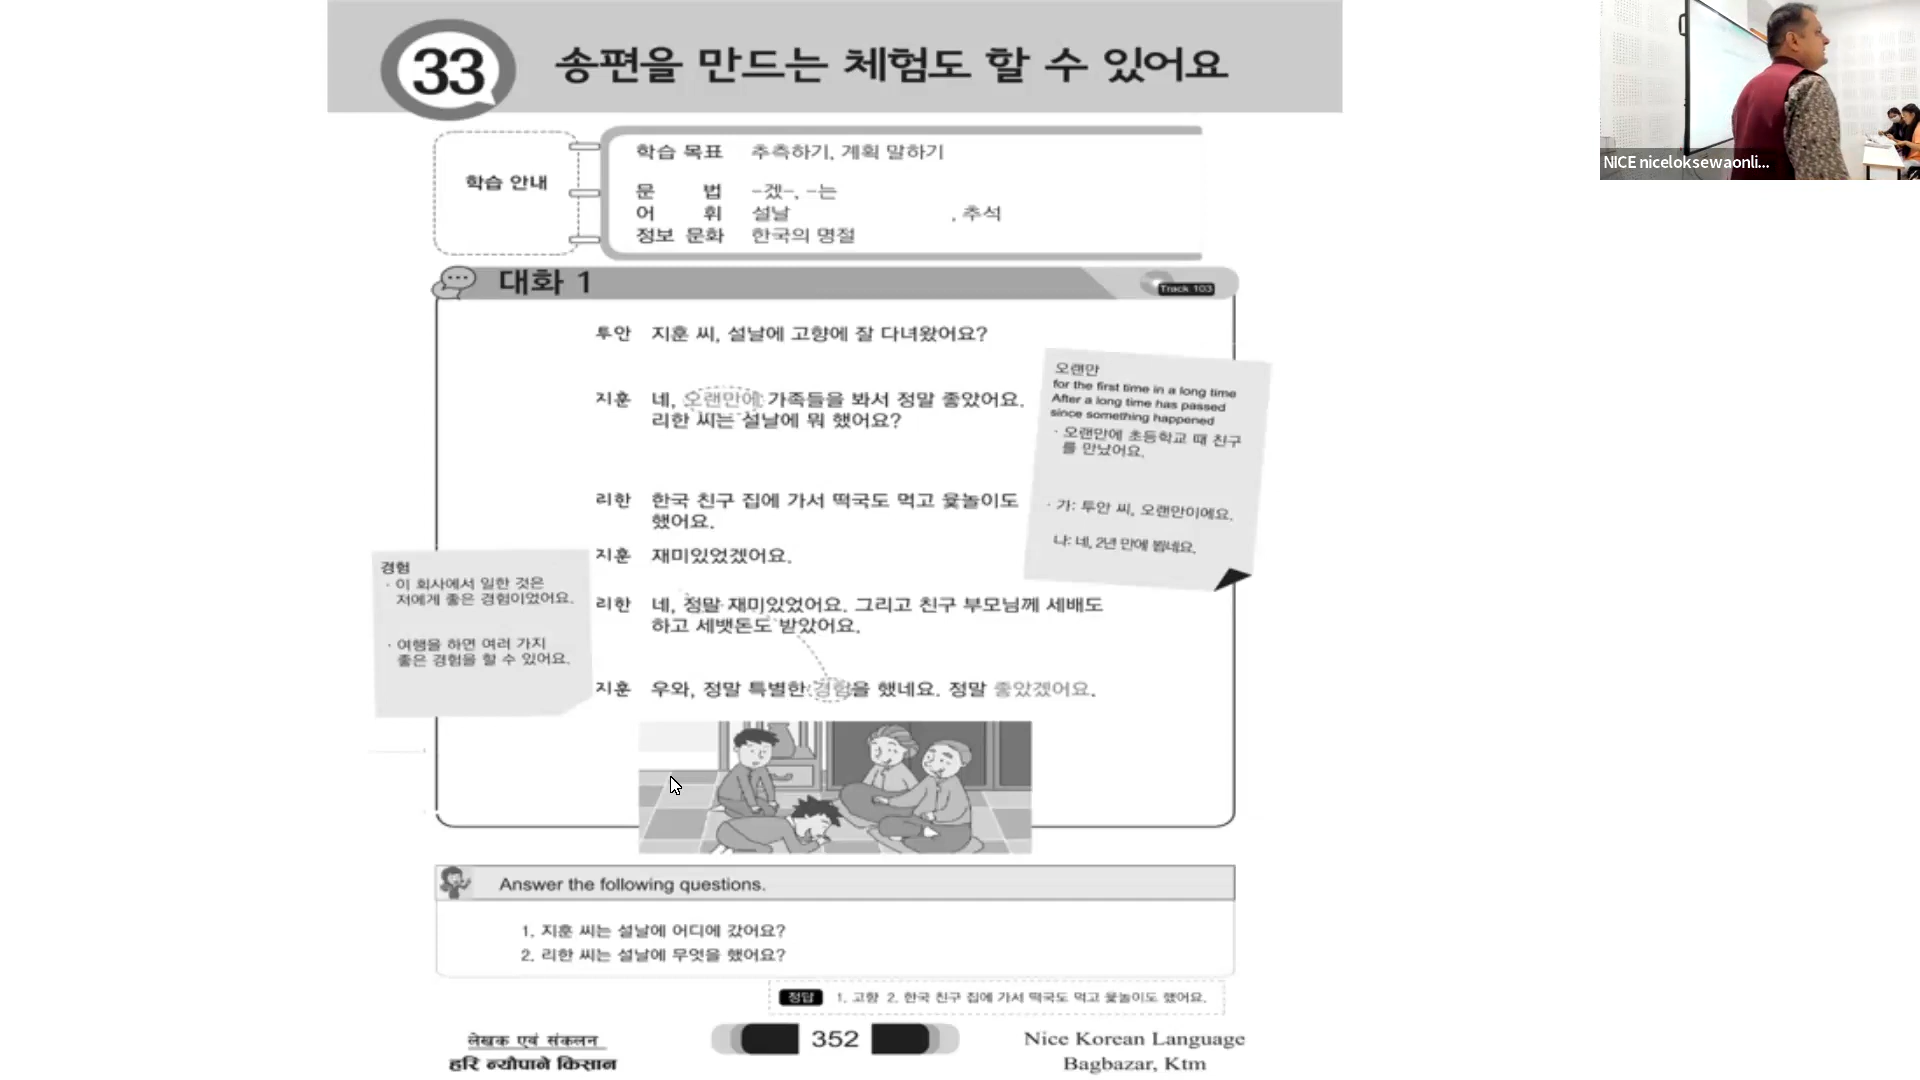 33 송편을 만드는 체험도 할 수 있어요
학습 안내
학습 목표 추측하기, 계획 말하기
문 법 -겠-, -는
어 휘 설날 , 추석
정보 문화 한국의 명절
대화 1
Track 103
투안 지훈 씨, 설날에 고향에 잘 다녀왔어요?
지훈 네, 오랜만에 가족들을 봐서 정말 좋았어요.
리한 씨는 설날에 뭐 했어요?
리한 한국 친구 집에 가서 떡국도 먹고 윷놀이도
했어요.
지훈 재미있었겠어요.
리한 네, 정말 재미있었어요. 그리고 친구 부모님께 세배도
하고 세뱃돈도 받았어요.
지훈 우와, 정말 특별한 경험을 했네요. 정말 좋았겠어요.
오랜만
for the first time in a long time
After a long time has passed
since something happened
· 오랜만에 초등학교 때 친구
를 만났어요.
· 가: 투안 씨, 오랜만이에요.
나: 네, 2년 만에 뵙네요.
경험
· 이 회사에서 일한 것은
저에게 좋은 경험이었어요.
· 여행을 하면 여러 가지
좋은 경험을 할 수 있어요.
Answer the following questions.
1. 지훈 씨는 설날에 어디에 갔어요?
2. 리한 씨는 설날에 무엇을 했어요?
정답 1. 고향 2. 한국 친구 집에 가서 떡국도 먹고 윷놀이도 했어요.
लेखक एवं संकलन
हरि न्यौपाने किसान
352
Nice Korean Language
Bagbazar, Ktm
NICE niceloksewaonli...